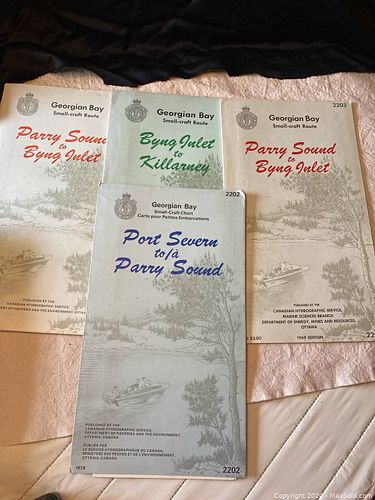 Georgian Bay
Small-craft Route
Parry Sound
to
Byng Inlet
PUBLISHED BY THE
CANADIAN HYDROGRAPHIC SERVICE,
OTTAWA
Georgian Bay
Small-craft Route
Byng Inlet
to
Killarney
2203
Georgian Bay
Small-craft Route
Parry Sound
to
Byng Inlet
PUBLISHED BY THE
CANADIAN HYDROGRAPHIC SERVICE,
MARINE SCIENCES BRANCH
DEPARTMENT OF ENERGY, MINES AND RESOURCES,
OTTAWA.
$3.00
1969 EDITION
22
2202
Georgian Bay
Small-Craft Chart
Carte pour Petites Embarcations
Port Severn
to/à
Parry Sound
PUBLISHED BY THE
CANADIAN HYDROGRAPHIC SERVICE,
DEPARTMENT OF FISHERIES AND THE ENVIRONMENT,
OTTAWA, CANADA
PUBLIÉE PAR
LE SERVICE HYDROGRAPHIQUE DU CANADA,
MINISTÈRE DES PÊCHES ET DE L'ENVIRONNEMENT,
OTTAWA, CANADA
1978
2202